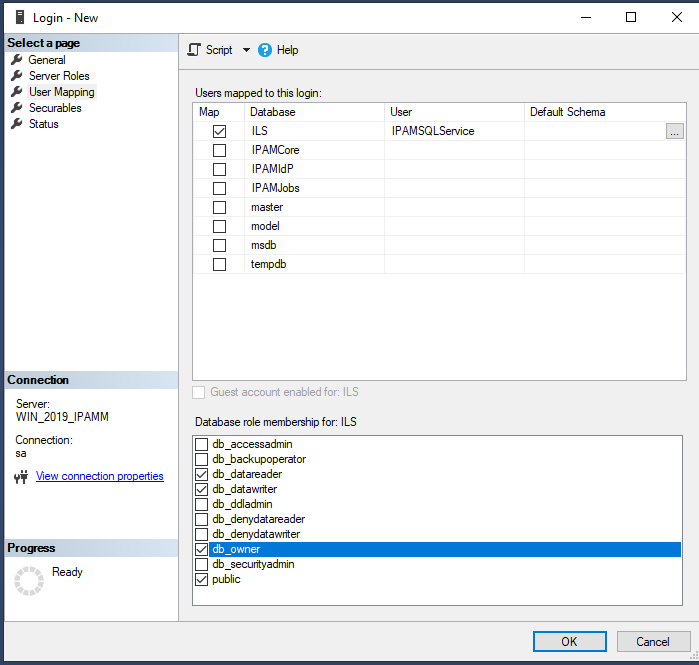 Login - New
Select a page
General
Server Roles
User Mapping
Securables
Status
Script
Help
Users mapped to this login:
Map Database User Default Schema
ILS IPAMSQLService ...
IPAMCore
IPAMIdP
IPAMJobs
master
model
msdb
tempdb
Guest account enabled for: ILS
Connection
Server:
WIN_2019_IPAMM
Connection:
sa
View connection properties
Database role membership for: ILS
db_accessadmin
db_backupoperator
db_datareader
db_datawriter
db_ddladmin
db_denydatareader
db_denydatawriter
db_owner
db_securityadmin
public
Progress
Ready
OK Cancel